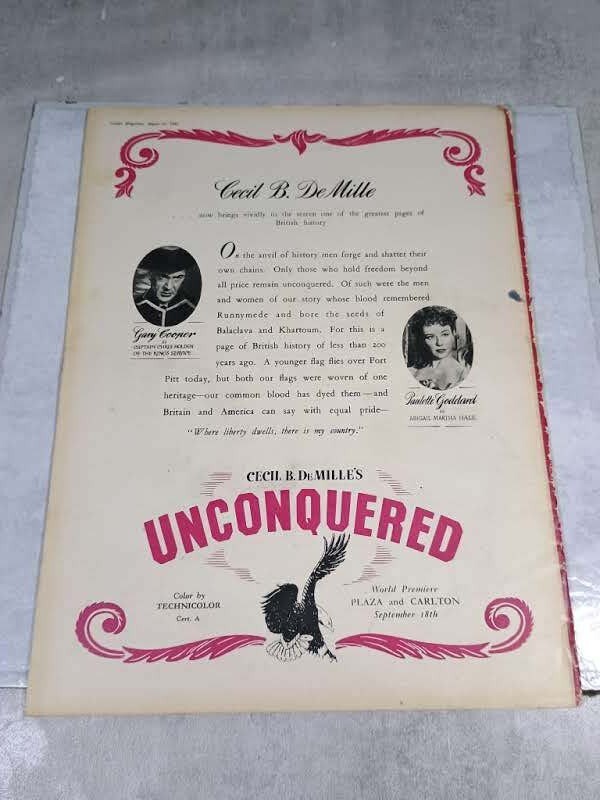 Cecil B. DeMille
now brings vividly to the screen one of the greatest pages of
British history
On the anvil of history men forge and shatter their
own chains. Only those who hold freedom beyond
all price remain unconquered. Of such were the men
and women of our story whose blood remembered
Runnymede and bore the seeds of
Balaclava and Khartoum. For this is a
page of British history of less than 200
years ago. A younger flag flies over Fort
Pitt today, but both our flags were woven of one
heritage—our common blood has dyed them—and
Britain and America can say with equal pride—
"Where liberty dwells, there is my country."
Gary Cooper
as
CAPTAIN CHRIS HOLDEN
OF THE KING'S SERVICE
Paulette Goddard
as
ABIGAIL MARTHA HALE
CECIL B. DEMILLE'S
UNCONQUERED
Color by
TECHNICOLOR
Cert. A
World Premiere
PLAZA and CARLTON
September 18th